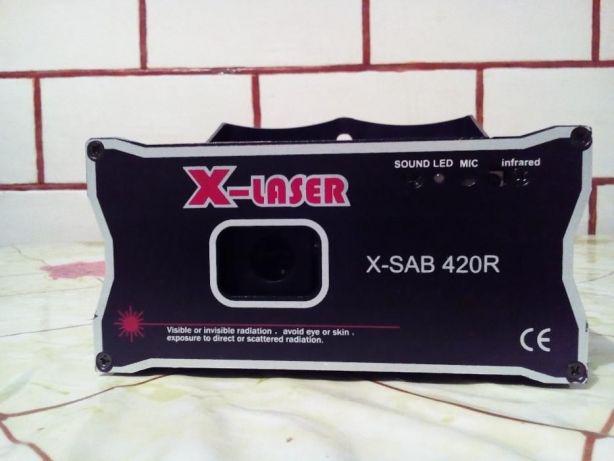 SOUND LED MIC infrared
X-LASER
X-SAB 420R
Visible or invisible radiation . avoid eye or skin .
exposure to direct or scattered radiation.
CE